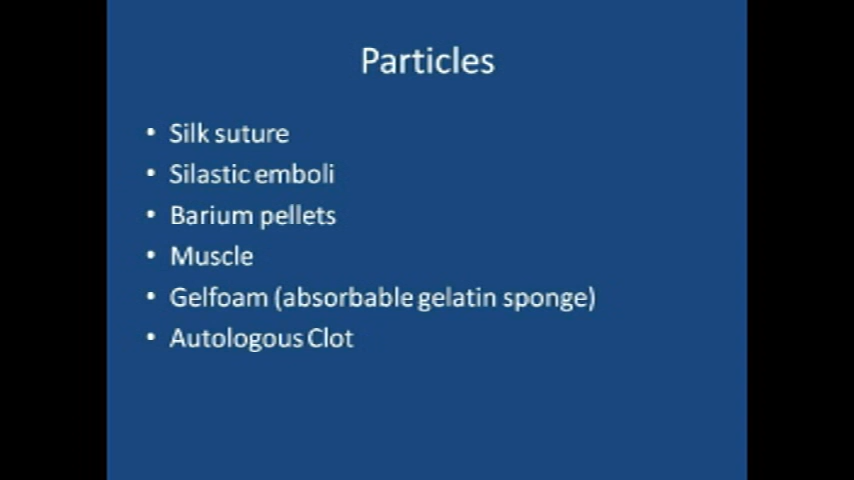 Particles
• Silk suture
• Silastic emboli
• Barium pellets
• Muscle
• Gelfoam (absorbable gelatin sponge)
• Autologous Clot